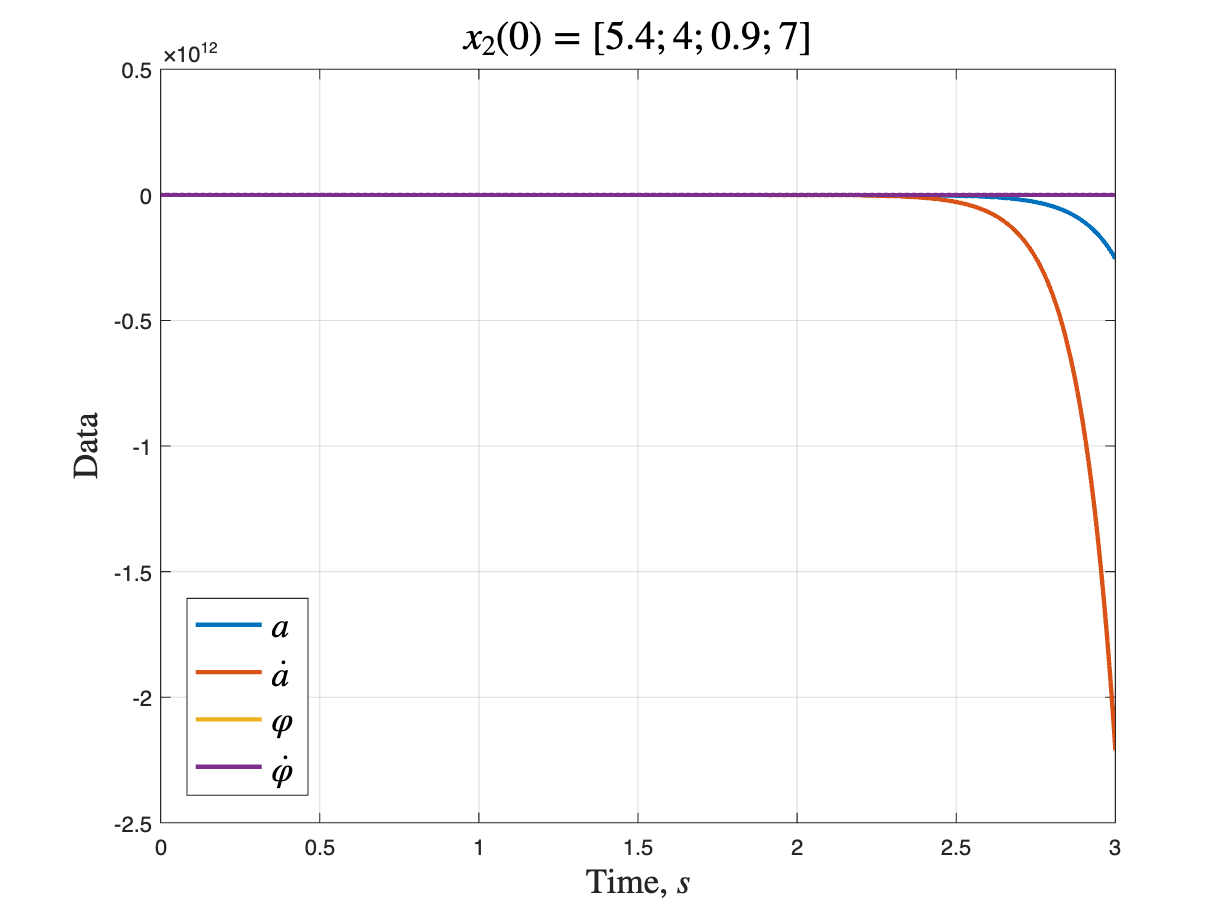 x₂(0) = [5.4; 4; 0.9; 7]
×10¹²
0.5
0
-0.5
-1
-1.5
-2
-2.5
Data
a
ȧ
φ
φ̇
0 0.5 1 1.5 2 2.5 3
Time, s